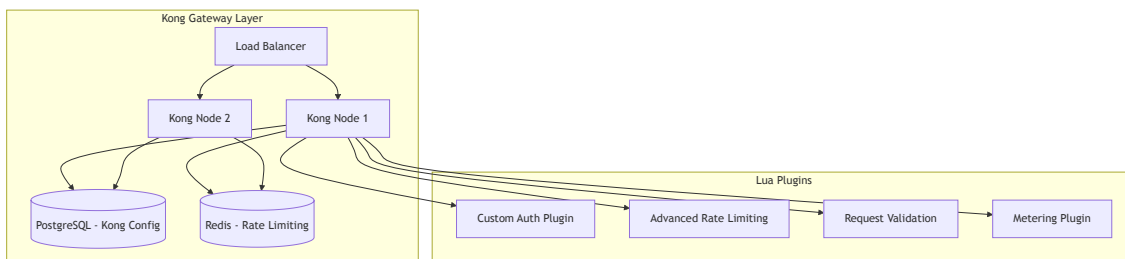 Kong Gateway Layer
Load Balancer
Kong Node 2
Kong Node 1
PostgreSQL - Kong Config
Redis - Rate Limiting
Lua Plugins
Custom Auth Plugin
Advanced Rate Limiting
Request Validation
Metering Plugin